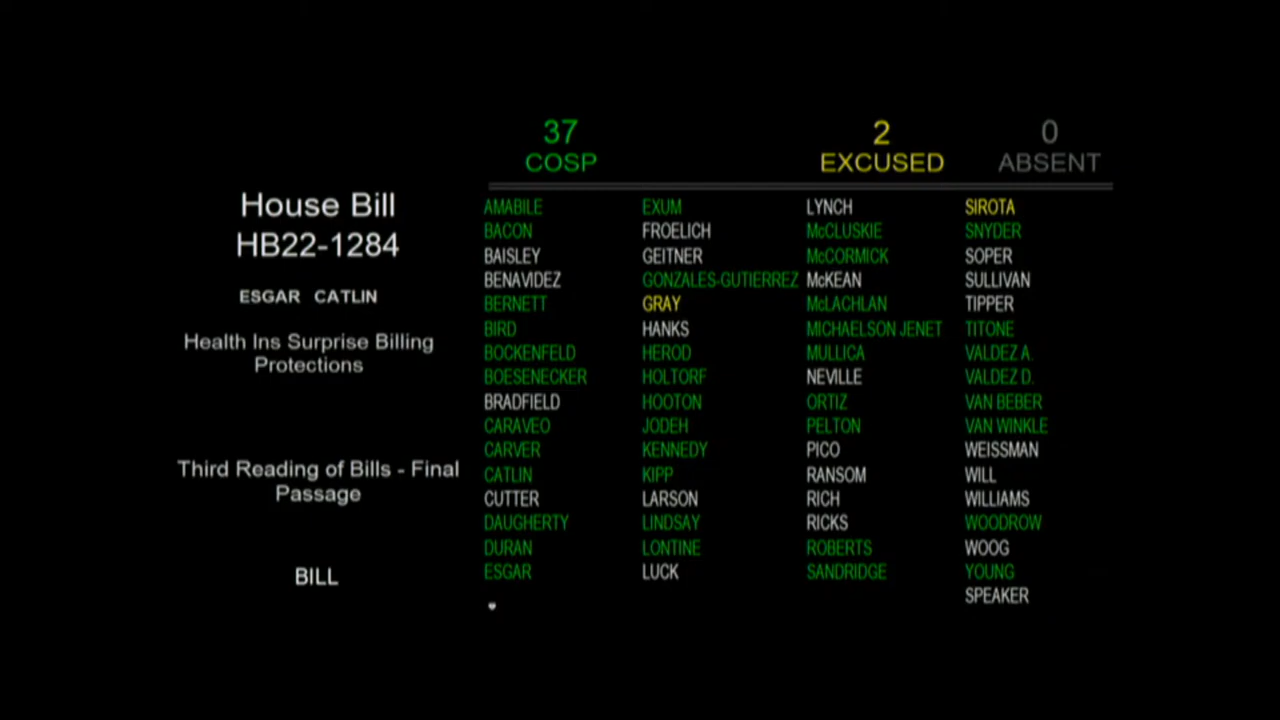 37 2 0
COSP EXCUSED ABSENT
House Bill
HB22-1284
ESGAR CATLIN
Health Ins Surprise Billing
Protections
Third Reading of Bills - Final
Passage
BILL
AMABILE EXUM LYNCH SIROTA
BACON FROELICH McCLUSKIE SNYDER
BAISLEY GEITNER McCORMICK SOPER
BENAVIDEZ GONZALES-GUTIERREZ McKEAN SULLIVAN
BERNETT GRAY McLACHLAN TIPPER
BIRD HANKS MICHAELSON JENET TITONE
BOCKENFELD HEROD MULLICA VALDEZ A.
BOESENECKER HOLTORF NEVILLE VALDEZ D.
BRADFIELD HOOTON ORTIZ VAN BEBER
CARAVEO JODEH PELTON VAN WINKLE
CARVER KENNEDY PICO WEISSMAN
CATLIN KIPP RANSOM WILL
CUTTER LARSON RICH WILLIAMS
DAUGHERTY LINDSAY RICKS WOODROW
DURAN LONTINE ROBERTS WOOG
ESGAR LUCK SANDRIDGE YOUNG
SPEAKER